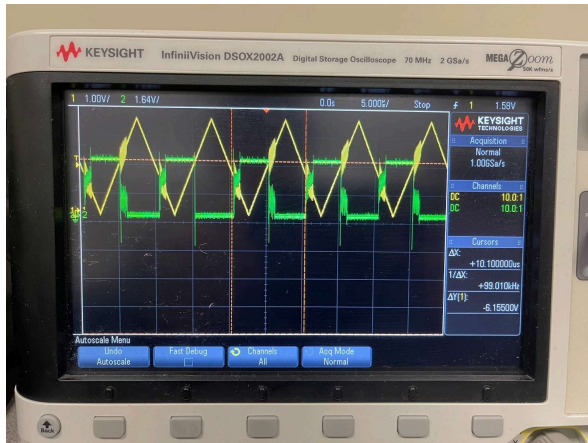 KEYSIGHT InfiniiVision DSOX2002A Digital Storage Oscilloscope 70 MHz 2 GSa/s MEGA Zoom
50K wfms/s
1 1.00V/ 2 1.64V/ 0.0s 5.000%/ Stop 1 1.58V
KEYSIGHT
TECHNOLOGIES
Acquisition
Normal
1.00GSa/s
Channels
DC 10.0:1
DC 10.0:1
Cursors
ΔX:
+10.100000us
1/ΔX:
+99.010kHz
ΔY(1):
-6.15500V
Autoscale Menu
Undo
Autoscale
Fast Debug
Channels
All
Acq Mode
Normal
Back